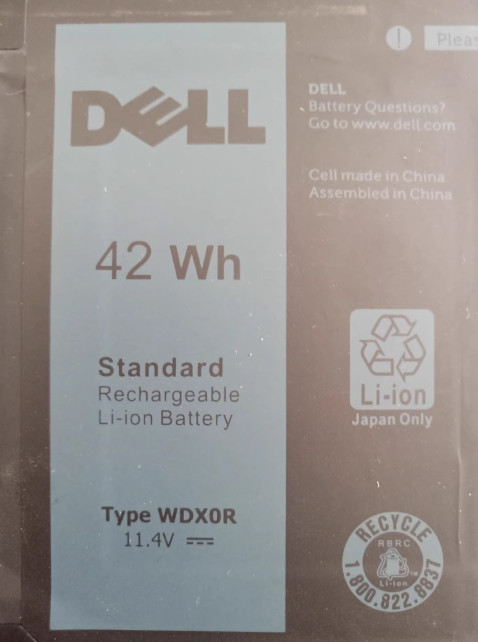 DELL
42 Wh
Standard
Rechargeable
Li-ion Battery
Type WDX0R
11.4V
!
DELL
Battery Questions?
Go to www.dell.com
Cell made in China
Assembled in China
Li-ion
Japan Only
RECYCLE
RBRC
TM
Li-ion
1.800.822.8837